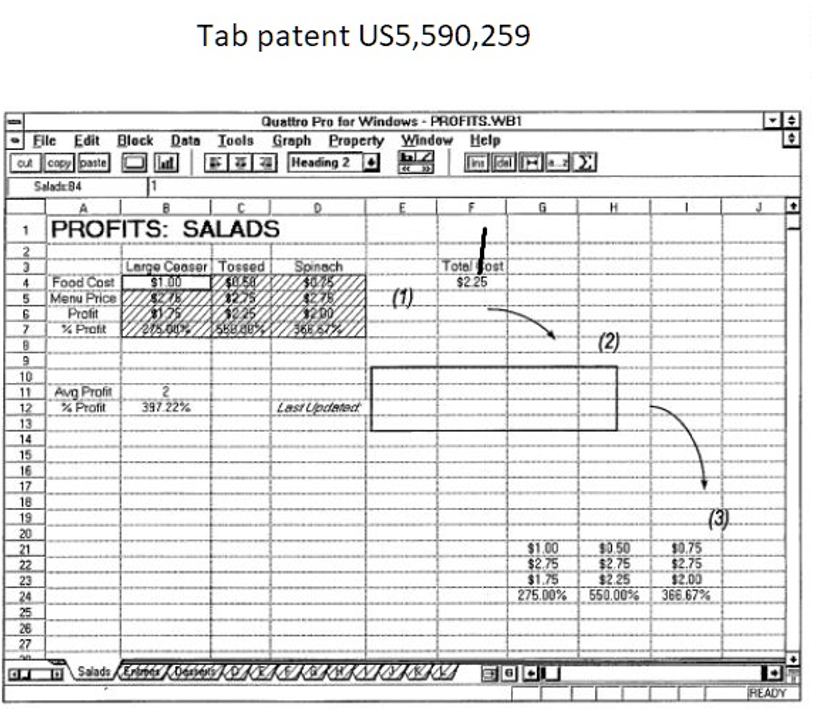 Tab patent US5,590,259
Quattro Pro for Windows - PROFITS.WB1
File Edit Block Data Tools Graph Property Window Help
cut copy paste Heading 2 ins del a..z Σ
Salads:B4 1
A B C D E F G H I J
1 PROFITS: SALADS
2
3 Large Ceaser Tossed Spinach Total Cost
4 Food Cost $1.00 $0.50 $0.75 $2.25
5 Menu Price $2.75 $2.75 $2.75 (1)
6 Profit $1.75 $2.25 $2.00
7 % Profit 275.00% 550.00% 366.67%
8 (2)
9
10
11 Avg Profit 2
12 % Profit 397.22% Last Updated:
13
14
15
16
17
18
19 (3)
20
21 $1.00 $0.50 $0.75
22 $2.75 $2.75 $2.75
23 $1.75 $2.25 $2.00
24 275.00% 550.00% 366.67%
25
26
27
Salads Entrees Desserts D E F G H I J K L G
READY